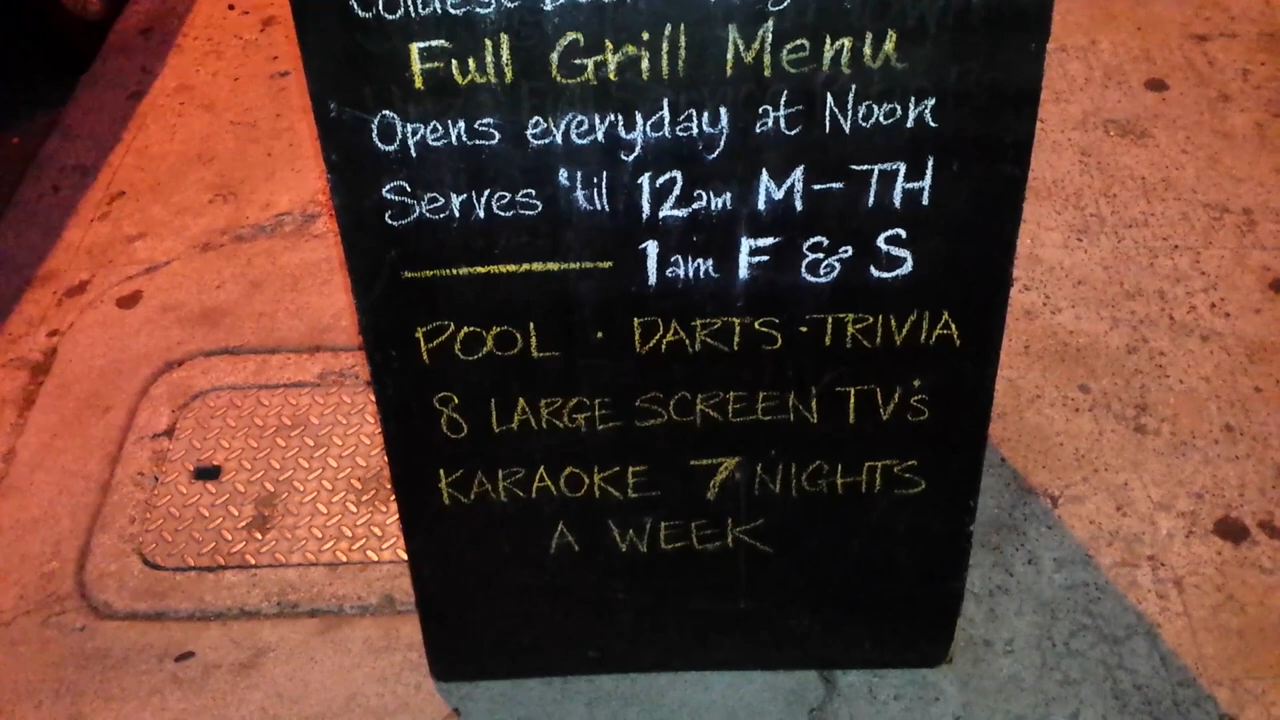 Full Grill Menu
Opens everyday at Noon
Serves 'til 12am M-TH
1am F & S
POOL · DARTS · TRIVIA
8 LARGE SCREEN TV's
KARAOKE 7 NIGHTS
A WEEK